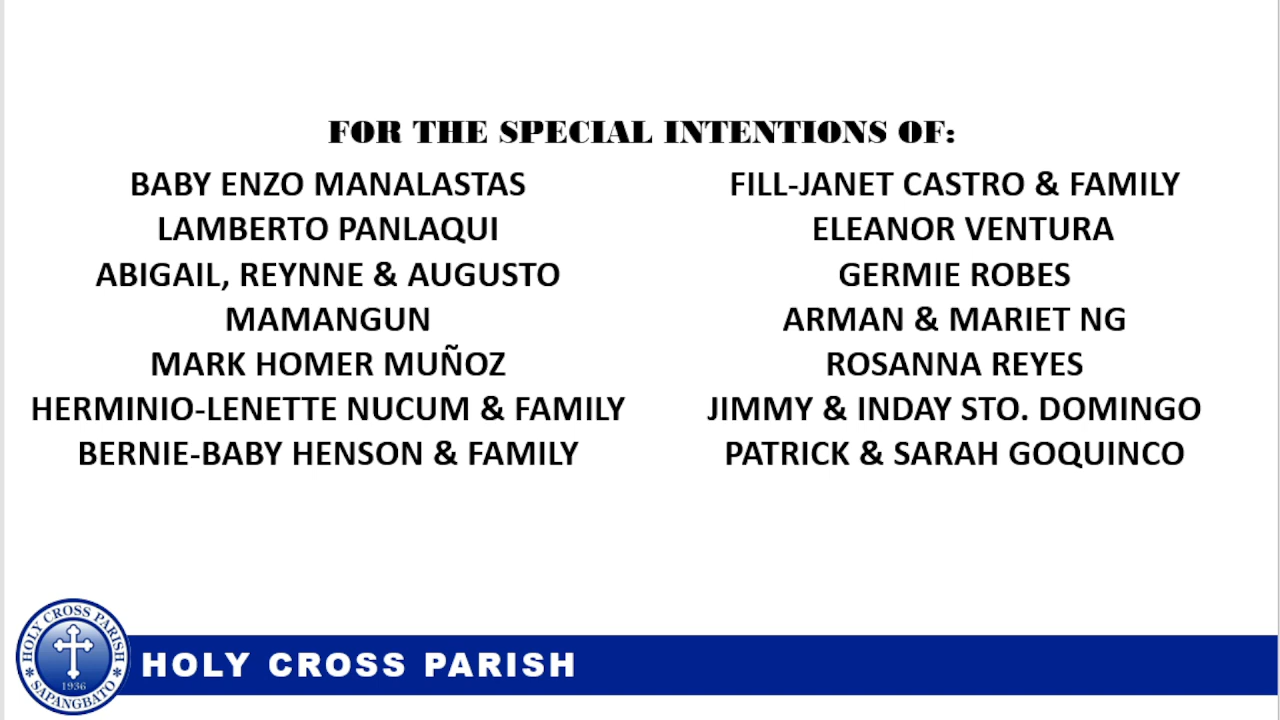 FOR THE SPECIAL INTENTIONS OF:
BABY ENZO MANALASTAS
LAMBERTO PANLAQUI
ABIGAIL, REYNNE & AUGUSTO
MAMANGUN
MARK HOMER MUÑOZ
HERMINIO-LENETTE NUCUM & FAMILY
BERNIE-BABY HENSON & FAMILY
FILL-JANET CASTRO & FAMILY
ELEANOR VENTURA
GERMIE ROBES
ARMAN & MARIET NG
ROSANNA REYES
JIMMY & INDAY STO. DOMINGO
PATRICK & SARAH GOQUINCO
HOLY CROSS PARISH
1936
SAPANGBATO
HOLY CROSS PARISH